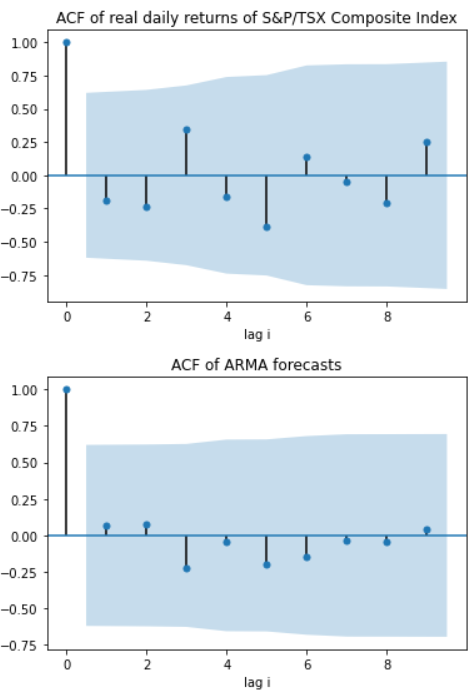 ACF of real daily returns of S&P/TSX Composite Index
1.00
0.75
0.50
0.25
0.00
−0.25
−0.50
−0.75
0 2 4 6 8
lag i
ACF of ARMA forecasts
1.00
0.75
0.50
0.25
0.00
−0.25
−0.50
−0.75
0 2 4 6 8
lag i